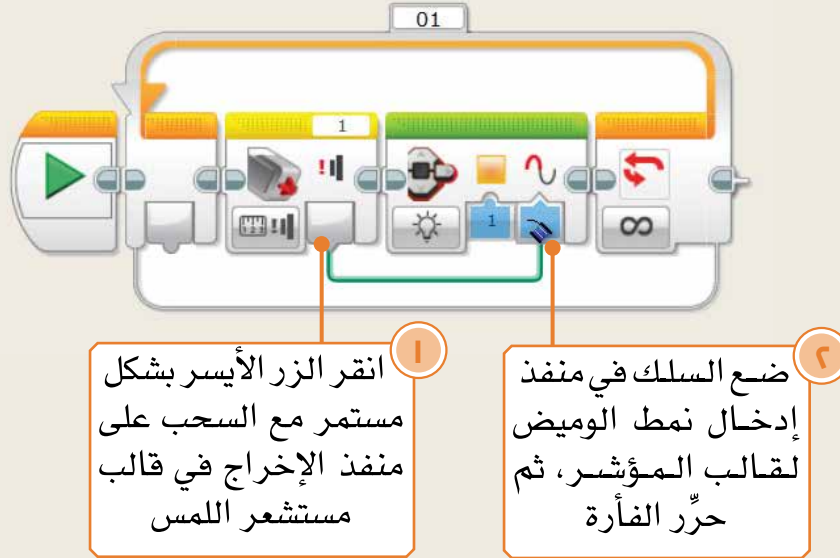 01
1
1
∞
١
انقر الزر الأيسر بشكل
مستمر مع السحب على
منفذ الإخراج في قالب
مستشعر اللمس
٢
ضع السلك في منفذ
إدخال نمط الوميض
لقالب المؤشر، ثم
حرِّر الفأرة